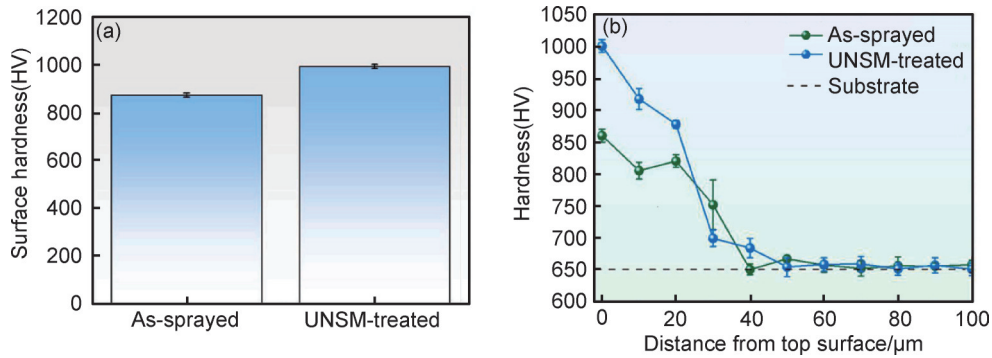 (a)
Surface hardness(HV)
1200
1000
800
600
400
200
0
As-sprayed
UNSM-treated
(b)
Hardness(HV)
1050
1000
950
900
850
800
750
700
650
600
As-sprayed
UNSM-treated
Substrate
0 20 40 60 80 100
Distance from top surface/μm